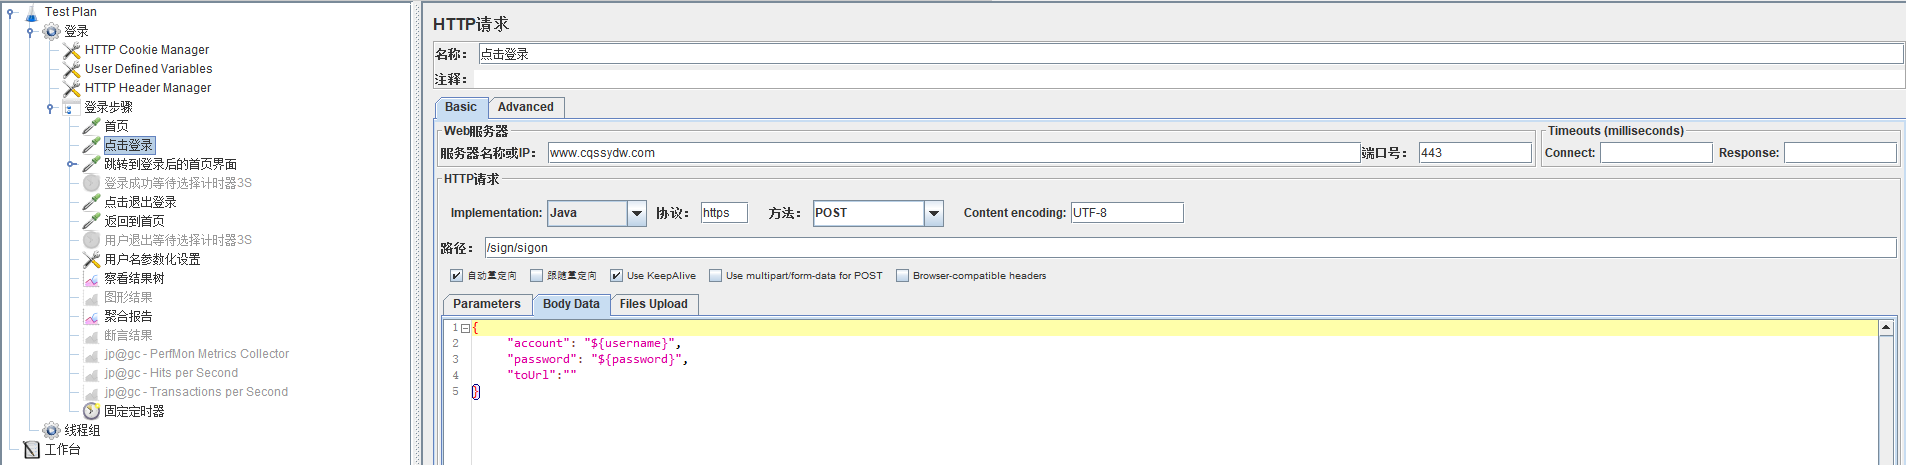 Test Plan
登录
HTTP Cookie Manager
User Defined Variables
HTTP Header Manager
登录步骤
首页
点击登录
跳转到登录后的首页界面
登录成功等待选择计时器3S
点击退出登录
返回到首页
用户退出等待选择计时器3S
用户名参数化设置
察看结果树
图形结果
聚合报告
断言结果
jp@gc - PerfMon Metrics Collector
jp@gc - Hits per Second
jp@gc - Transactions per Second
固定定时器
线程组
工作台
HTTP请求
名称: 点击登录
注释:
Basic Advanced
Web服务器 Timeouts (milliseconds)
服务器名称或IP: www.cqssydw.com 端口号: 443 Connect: Response:
HTTP请求
Implementation: Java 协议: https 方法: POST Content encoding: UTF-8
路径: /sign/sigon
自动重定向 跟随重定向 Use KeepAlive Use multipart/form-data for POST Browser-compatible headers
Parameters Body Data Files Upload
1 {
2 "account": "${username}",
3 "password": "${password}",
4 "toUrl":""
5 }